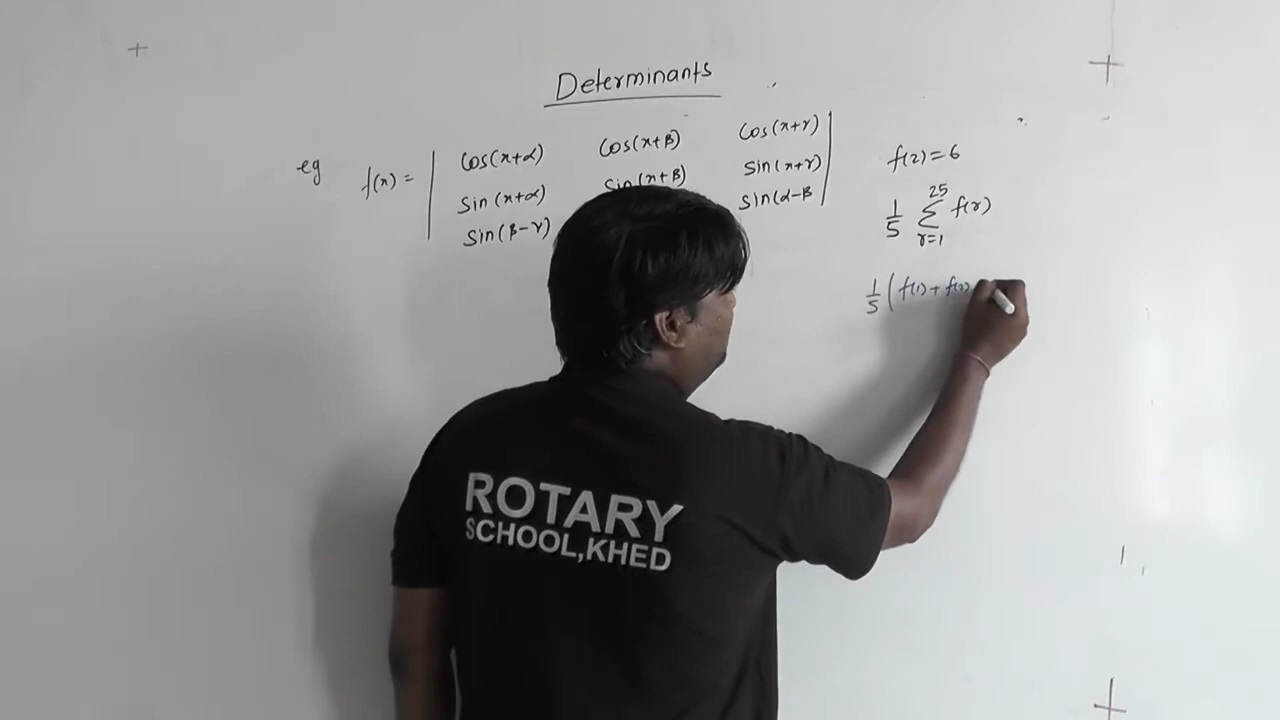 Determinants
eg f(x) = | cos(x+α) cos(x+β) cos(x+γ) |
sin(x+α) sin(x+β) sin(x+γ)
sin(β-γ) sin(α-β
f(2) = 6
1/5 25 Σ r=1 f(r)
1/5 ( f(1) + f(2)
ROTARY
SCHOOL,KHED